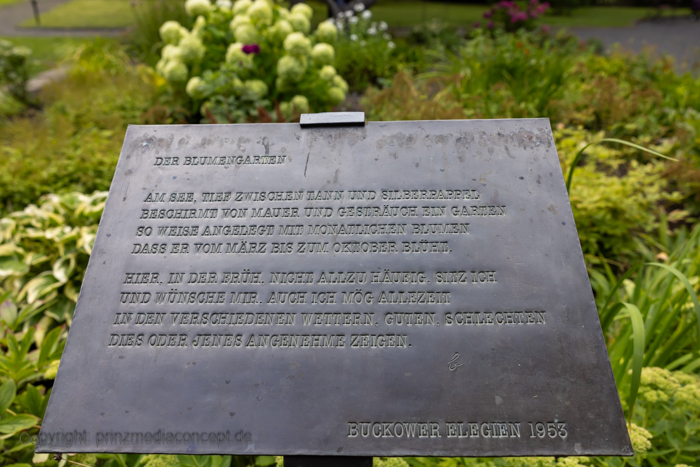 DER BLUMENGARTEN
AM SEE, TIEF ZWISCHEN TANN UND SILBERPAPPEL
BESCHIRMT VON MAUER UND GESTRÄUCH EIN GARTEN
SO WEISE ANGELEGT MIT MONATLICHEN BLUMEN
DASS ER VOM MÄRZ BIS ZUM OKTOBER BLÜHT.
HIER, IN DER FRÜH, NICHT ALLZU HÄUFIG, SITZ ICH
UND WÜNSCHE MIR, AUCH ICH MÖG ALLEZEIT
IN DEN VERSCHIEDENEN WETTERN, GUTEN, SCHLECHTEN
DIES ODER JENES ANGENEHME ZEIGEN.
BUCKOWER ELEGIEN 1953
©opyright: prinzmedieconcept.de